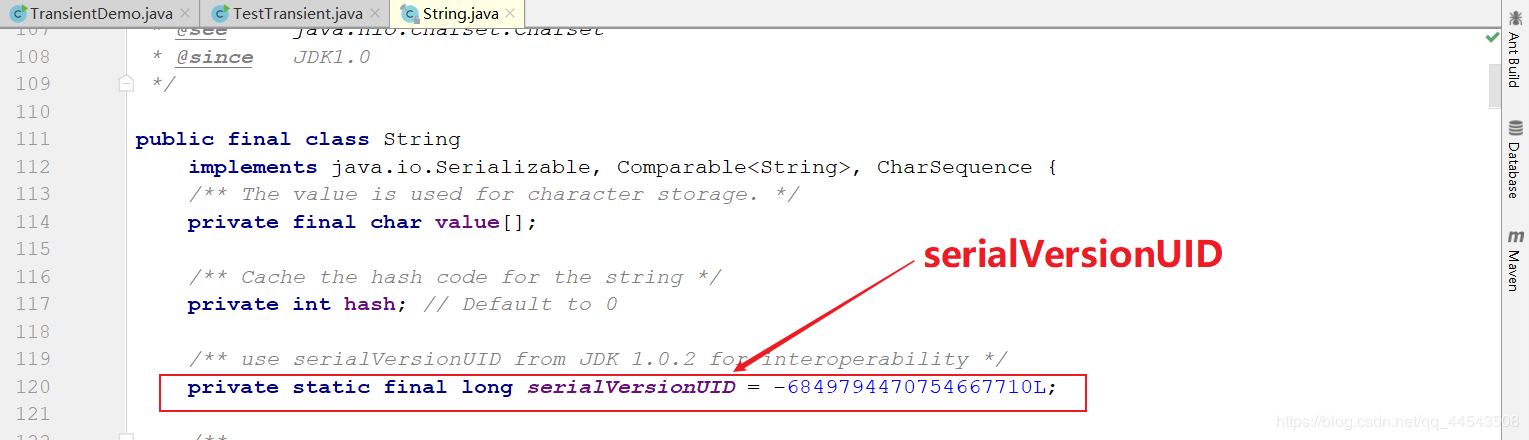 TransientDemo.java × TestTransient.java × String.java ×
107 * @see java.nio.charset.Charset
108 * @since JDK1.0
109 */
110
111 public final class String
112 implements java.io.Serializable, Comparable<String>, CharSequence {
113 /** The value is used for character storage. */
114 private final char value[];
115
116 /** Cache the hash code for the string */
117 private int hash; // Default to 0
118
119 /** use serialVersionUID from JDK 1.0.2 for interoperability */
120 private static final long serialVersionUID = -6849794470754667710L;
121
122 /**
serialVersionUID
Ant Build
Database
Maven
https://blog.csdn.net/qq_44543508